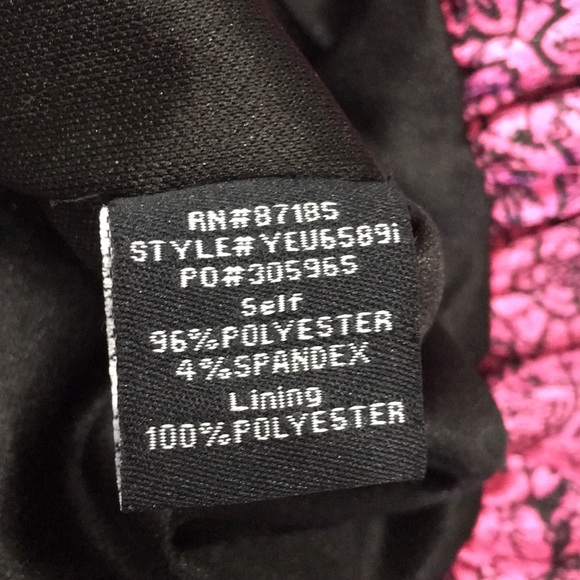 RN#87185
STYLE#YEU6589i
PO#305965
Self
96%POLYESTER
4%SPANDEX
Lining
100%POLYESTER